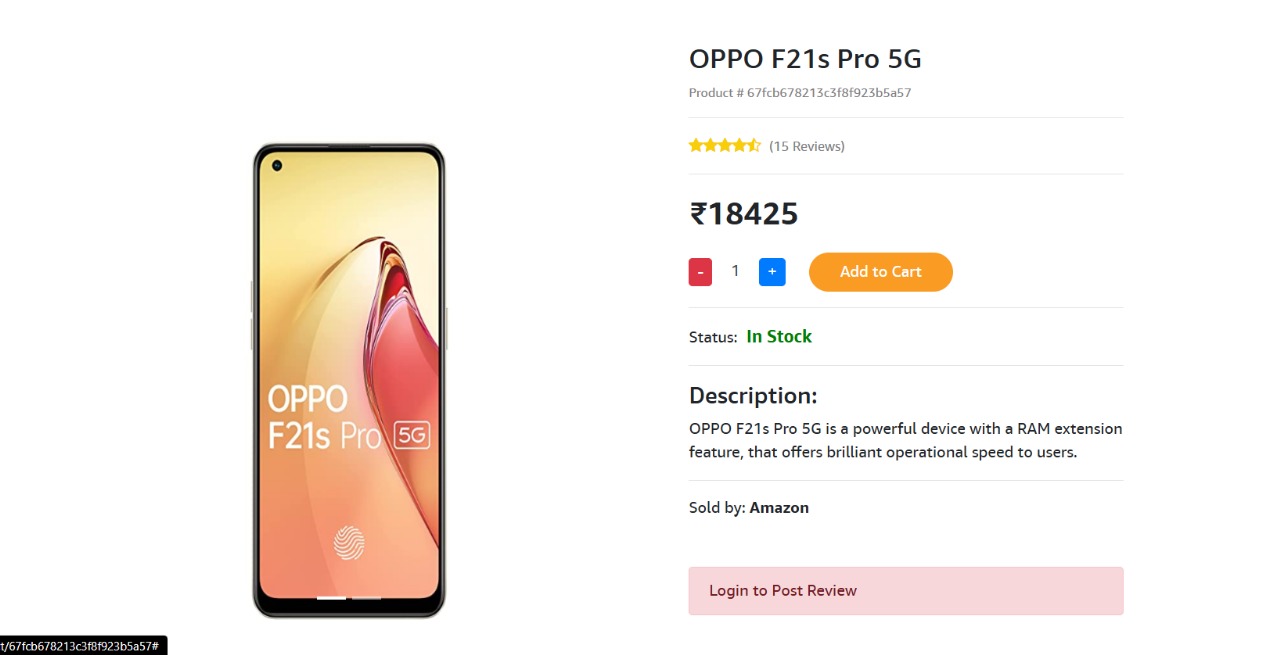 OPPO F21s Pro 5G
Product # 67fcb678213c3f8f923b5a57
(15 Reviews)
₹18425
- 1 + Add to Cart
Status: In Stock
Description:
OPPO F21s Pro 5G is a powerful device with a RAM extension
feature, that offers brilliant operational speed to users.
Sold by: Amazon
Login to Post Review
OPPO
F21s Pro 5G
t/67fcb678213c3f8f923b5a57#